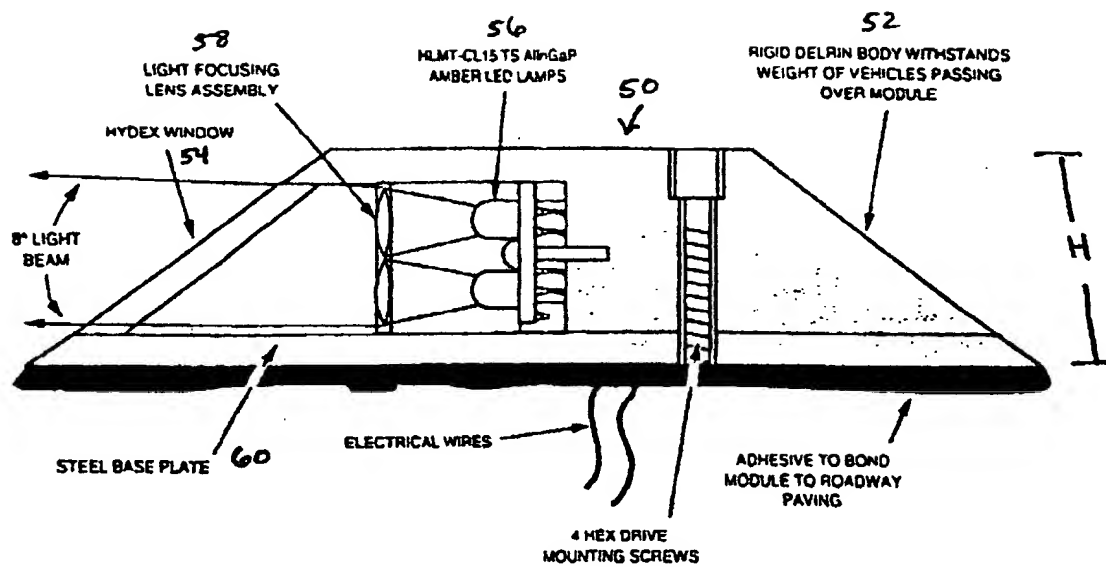 58
LIGHT FOCUSING
LENS ASSEMBLY
56
HLMT-CL15 TS AlInGaP
AMBER LED LAMPS
50
52
RIGID DELRIN BODY WITHSTANDS
WEIGHT OF VEHICLES PASSING
OVER MODULE
HYDEX WINDOW
54
8° LIGHT
BEAM
H
STEEL BASE PLATE 60
ELECTRICAL WIRES
ADHESIVE TO BOND
MODULE TO ROADWAY
PAVING
4 HEX DRIVE
MOUNTING SCREWS